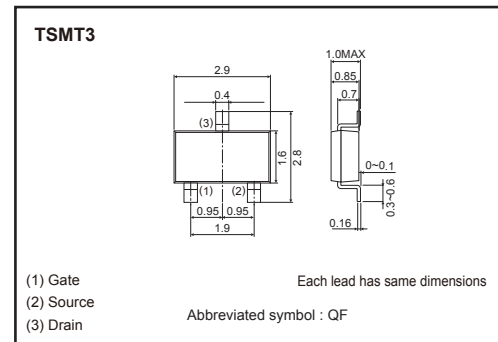 TSMT3
1.0MAX
2.9
0.85
0.4
0.7
(3)
1.6
2.8
0~0.1
(1)
(2)
0.3~0.6
0.95
0.95
0.16
1.9
(1) Gate
Each lead has same dimensions
(2) Source
Abbreviated symbol : QF
(3) Drain